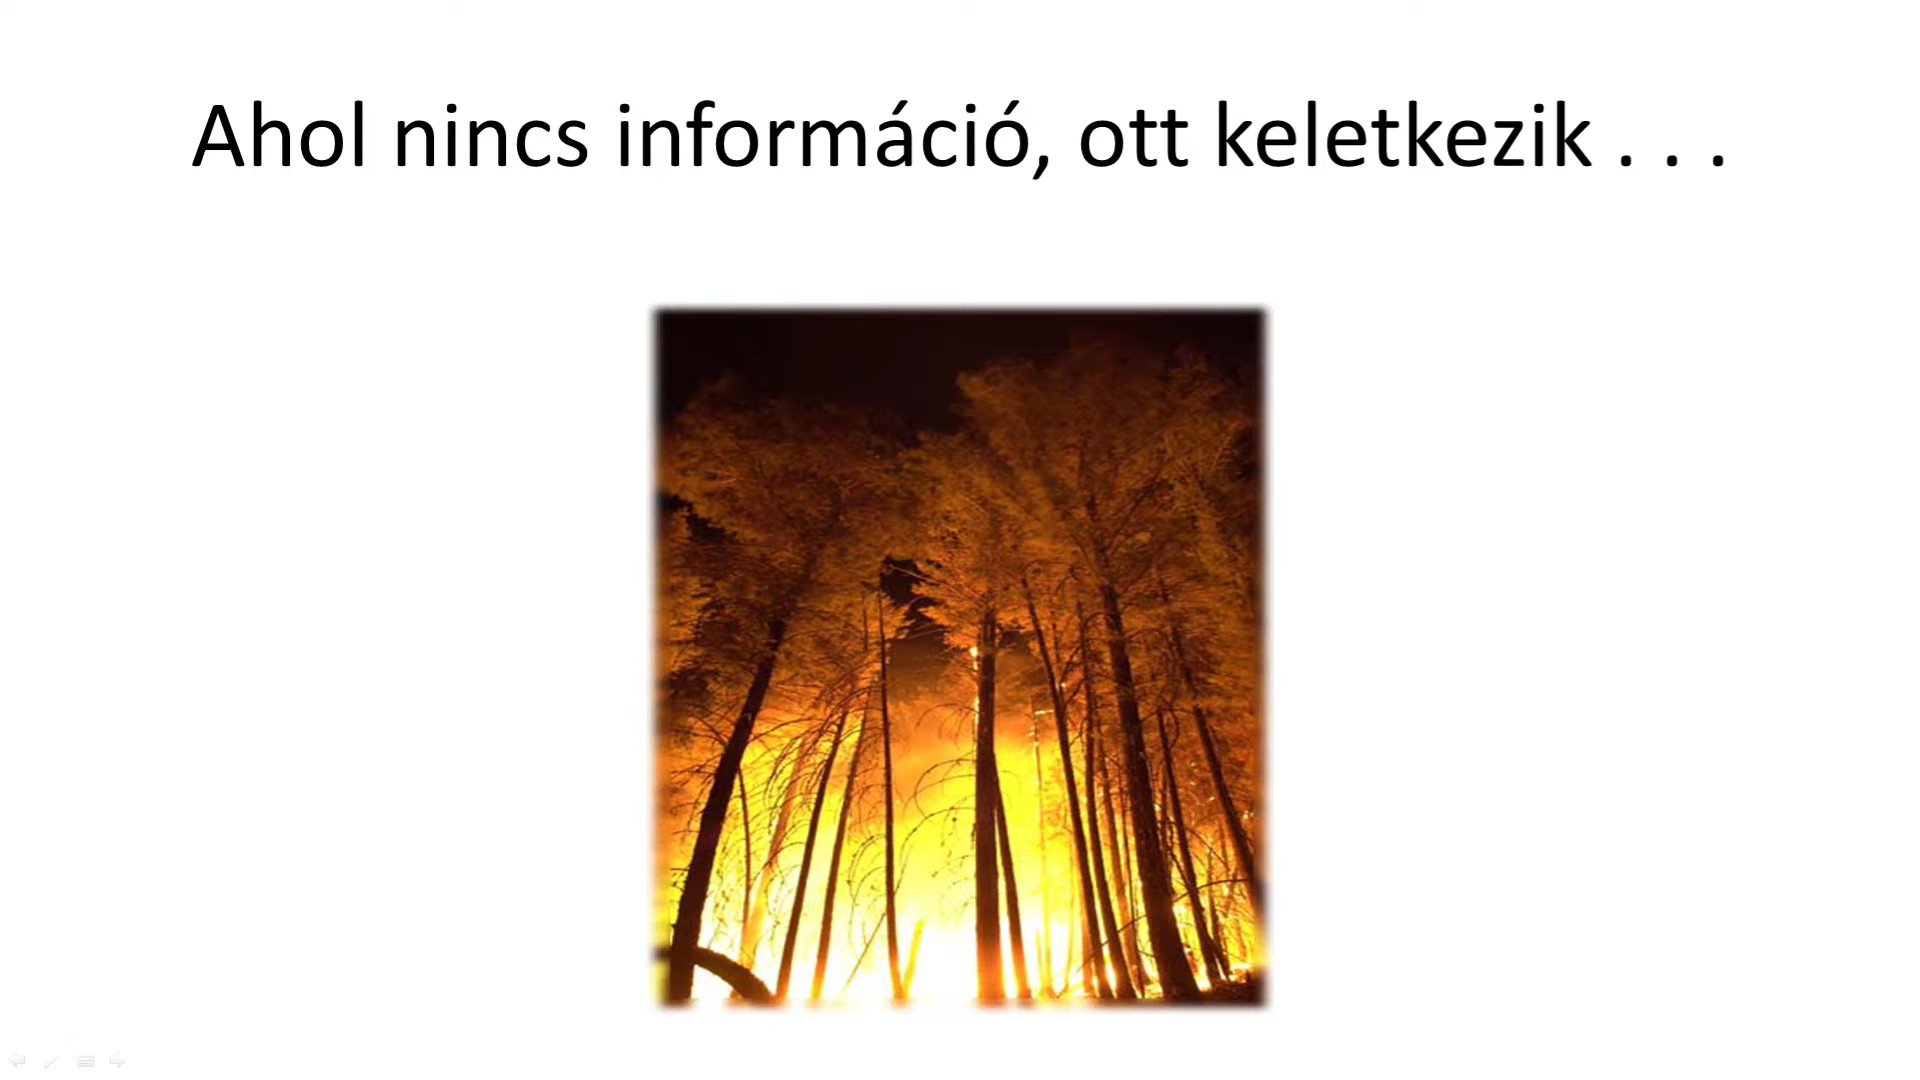 Ahol nincs információ, ott keletkezik . . .